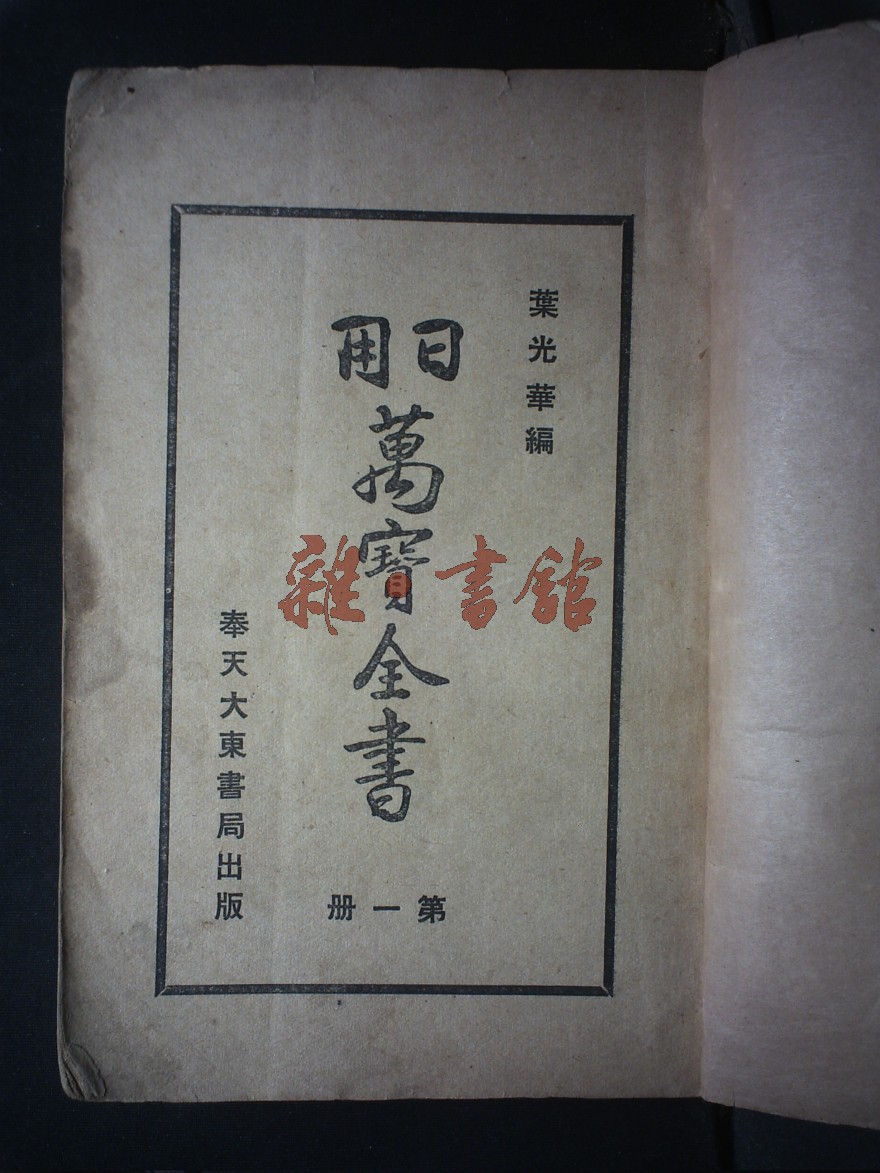 葉光華編
日用
萬寶全書
第一册
奉天大東書局出版
雜書館